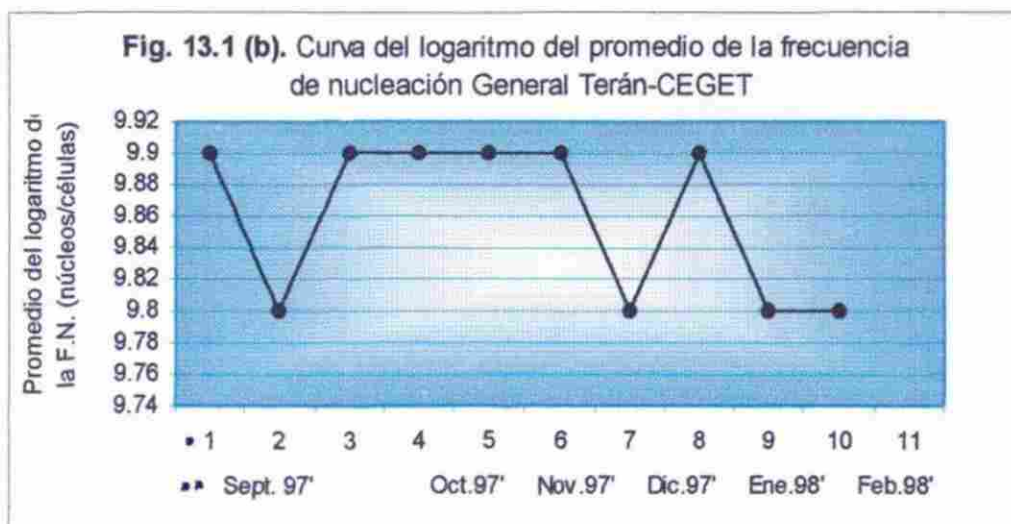 Fig. 13.1 (b). Curva del logaritmo del promedio de la frecuencia
de nucleación General Terán-CEGET
Promedio del logaritmo d
la F.N. (núcleos/células)
9.92
9.9
9.88
9.86
9.84
9.82
9.8
9.78
9.76
9.74
• 1 2 3 4 5 6 7 8 9 10 11
•• Sept. 97' Oct.97' Nov.97' Dic.97' Ene.98' Feb.98'